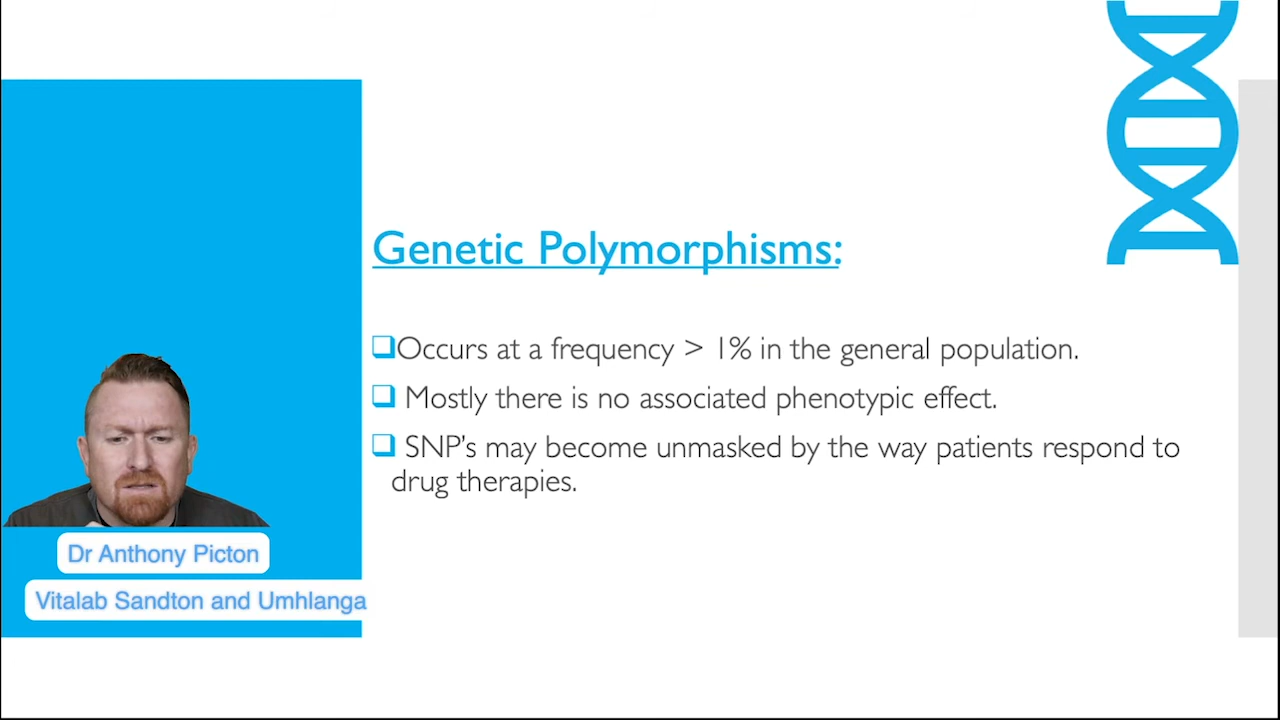 Genetic Polymorphisms:
Occurs at a frequency > 1% in the general population.
Mostly there is no associated phenotypic effect.
SNP's may become unmasked by the way patients respond to
drug therapies.
Dr Anthony Picton
Vitalab Sandton and Umhlanga